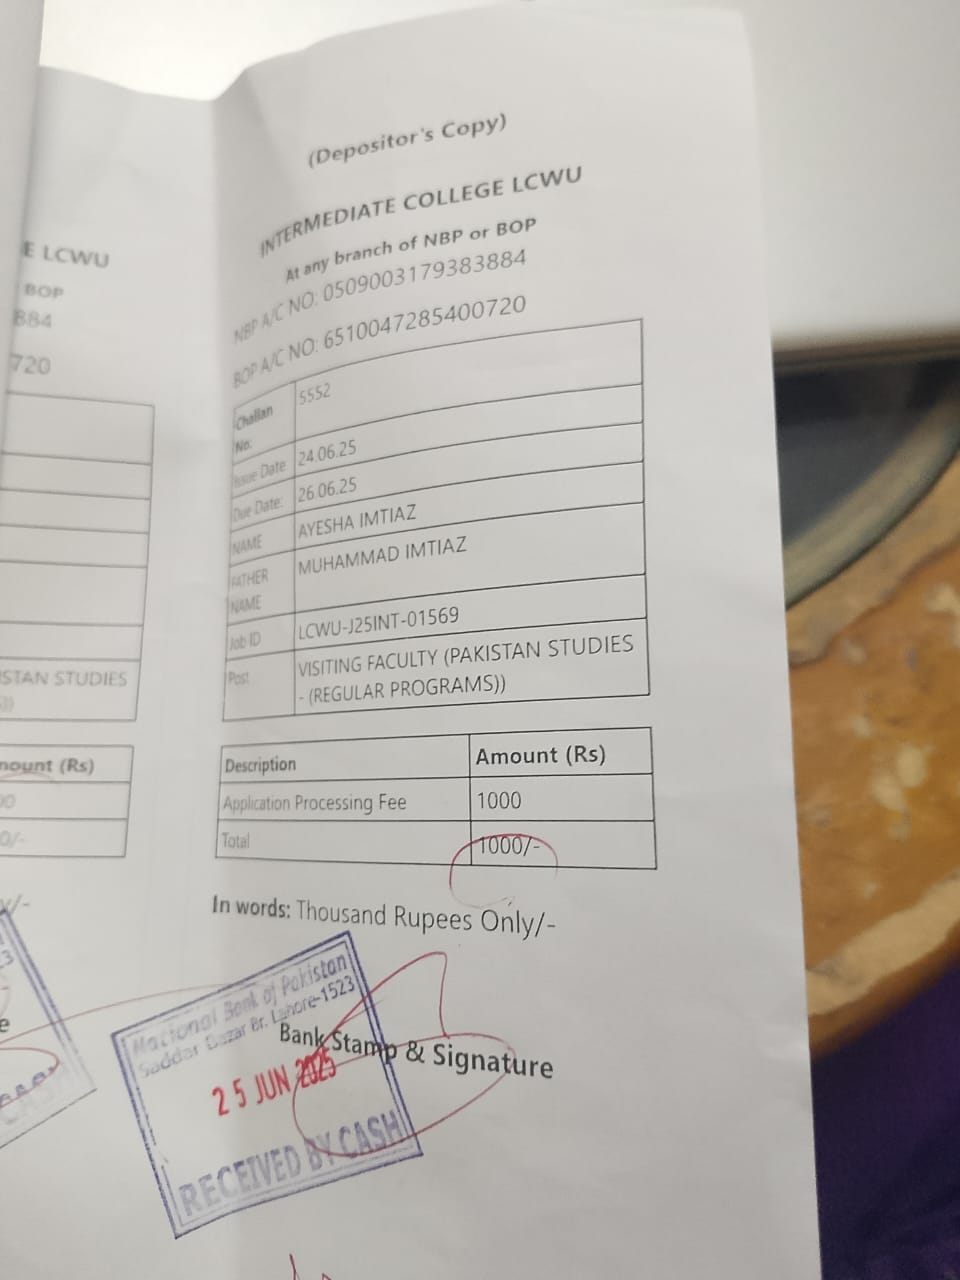 (Depositor's Copy)
INTERMEDIATE COLLEGE LCWU
At any branch of NBP or BOP
NBP A/C NO: 0509003179383884
BOP A/C NO: 6510047285400720
Challan No: 5552
Issue Date 24.06.25
Due Date: 26.06.25
NAME AYESHA IMTIAZ
FATHER NAME MUHAMMAD IMTIAZ
Job ID LCWU-J25INT-01569
Post VISITING FACULTY (PAKISTAN STUDIES
- (REGULAR PROGRAMS))
Description Amount (Rs)
Application Processing Fee 1000
Total 1000/-
In words: Thousand Rupees Only/-
National Bank of Pakistan
Saddar Bazar Br. Lahore-1523
Bank Stamp & Signature
25 JUN 2025
RECEIVED BY CASH
E LCWU
BOP
884
720
STAN STUDIES
))
mount (Rs)
00
0/-
y/-